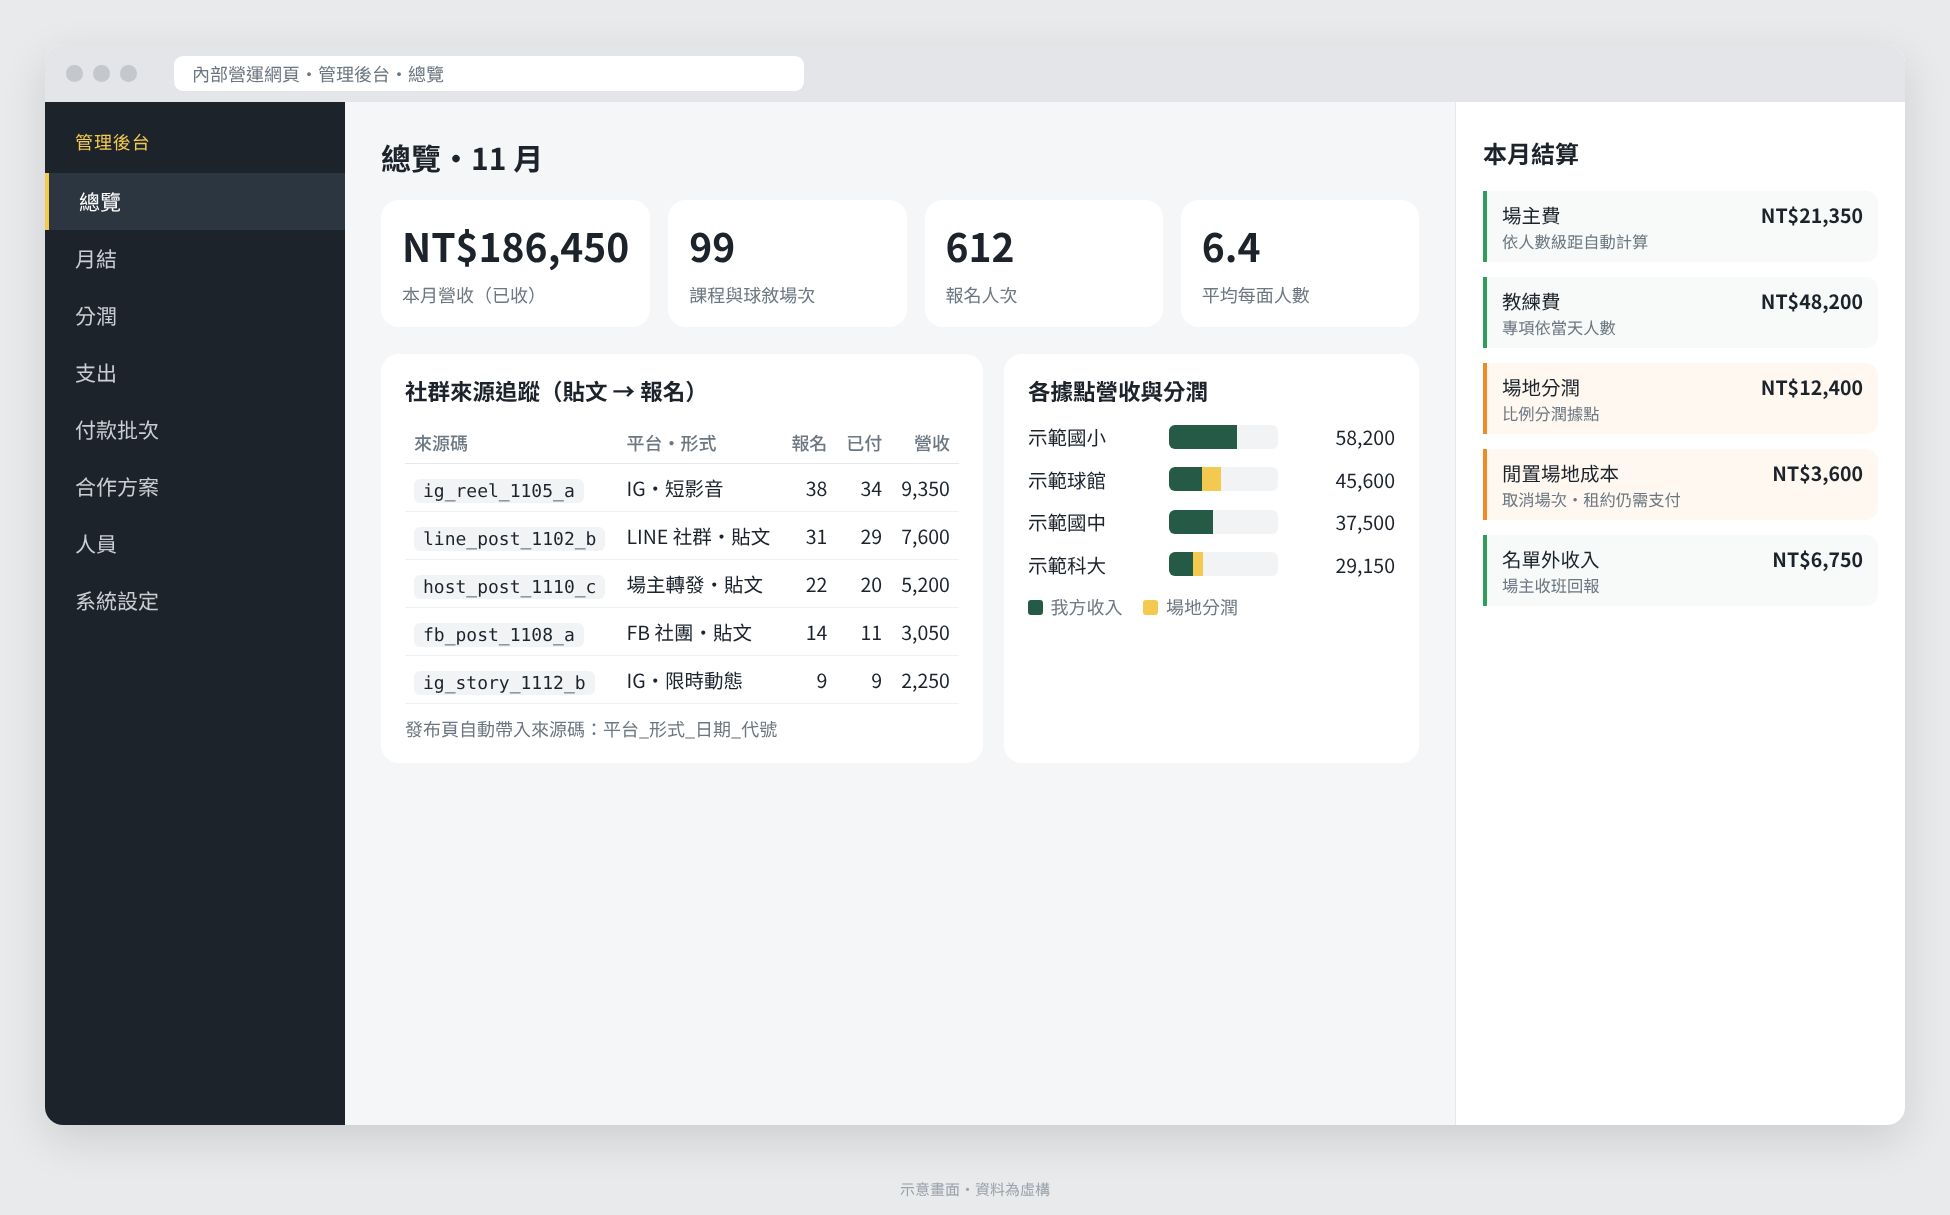 內部營運網頁・管理後台・總覽
管理後台
總覽
月結
分潤
支出
付款批次
合作方案
人員
系統設定
總覽・11 月
NT$186,450
本月營收（已收）
99
課程與球敘場次
612
報名人次
6.4
平均每面人數
社群來源追蹤（貼文 → 報名）
來源碼 平台・形式 報名 已付 營收
ig_reel_1105_a IG・短影音 38 34 9,350
line_post_1102_b LINE 社群・貼文 31 29 7,600
host_post_1110_c 場主轉發・貼文 22 20 5,200
fb_post_1108_a FB 社團・貼文 14 11 3,050
ig_story_1112_b IG・限時動態 9 9 2,250
發布頁自動帶入來源碼：平台_形式_日期_代號
各據點營收與分潤
示範國小 58,200
示範球館 45,600
示範國中 37,500
示範科大 29,150
我方收入 場地分潤
本月結算
場主費 NT$21,350
依人數級距自動計算
教練費 NT$48,200
專項依當天人數
場地分潤 NT$12,400
比例分潤據點
閒置場地成本 NT$3,600
取消場次・租約仍需支付
名單外收入 NT$6,750
場主收班回報
示意畫面・資料為虛構